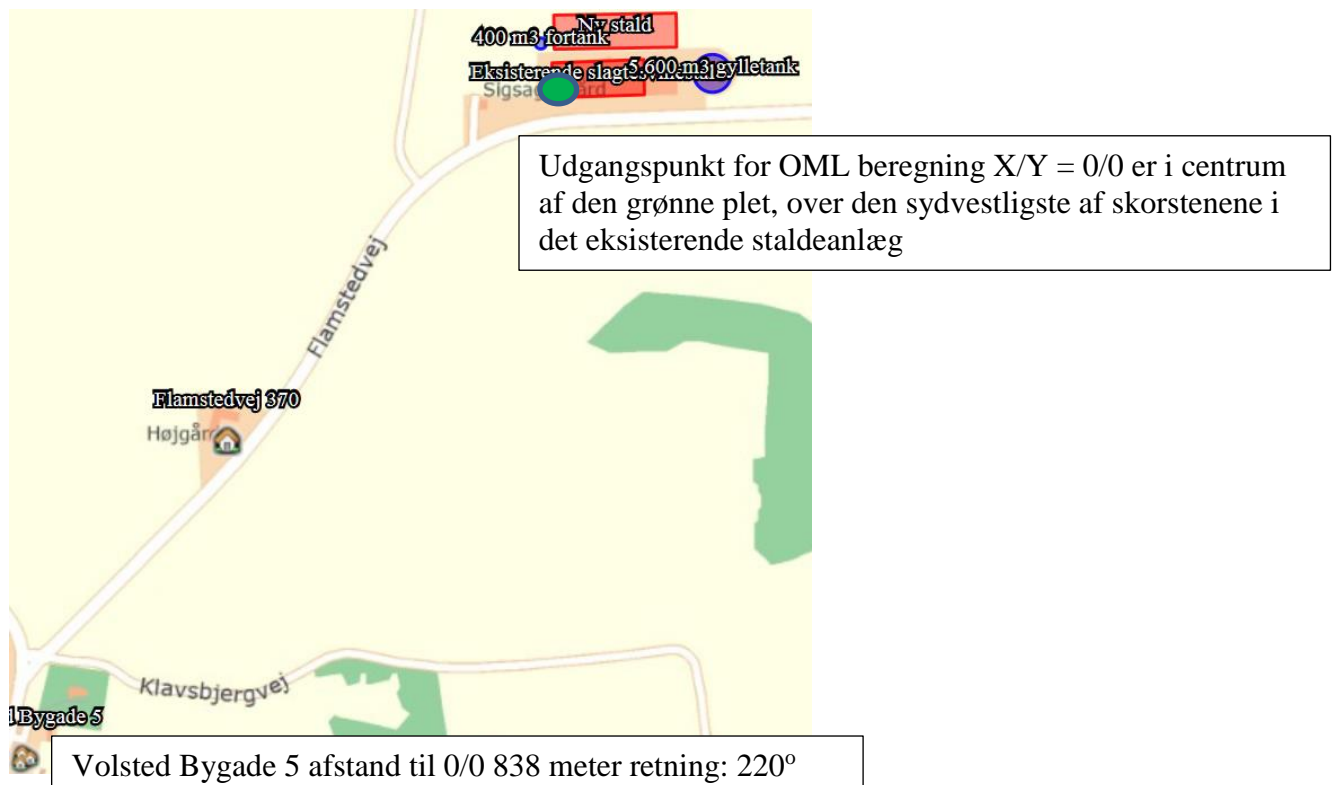 Ny stald
400 m3 fortank
Eksisterende 5.600 m3 gylletank
Udgangspunkt for OML beregning X/Y = 0/0 er i centrum
af den grønne plet, over den sydvestligste af skorstenene i
det eksisterende staldeanlæg
Flamstedvej
Flamstedvej 370
Højgård
Klavsbjergvej
Bygade 5
Volsted Bygade 5 afstand til 0/0 838 meter retning: 220º